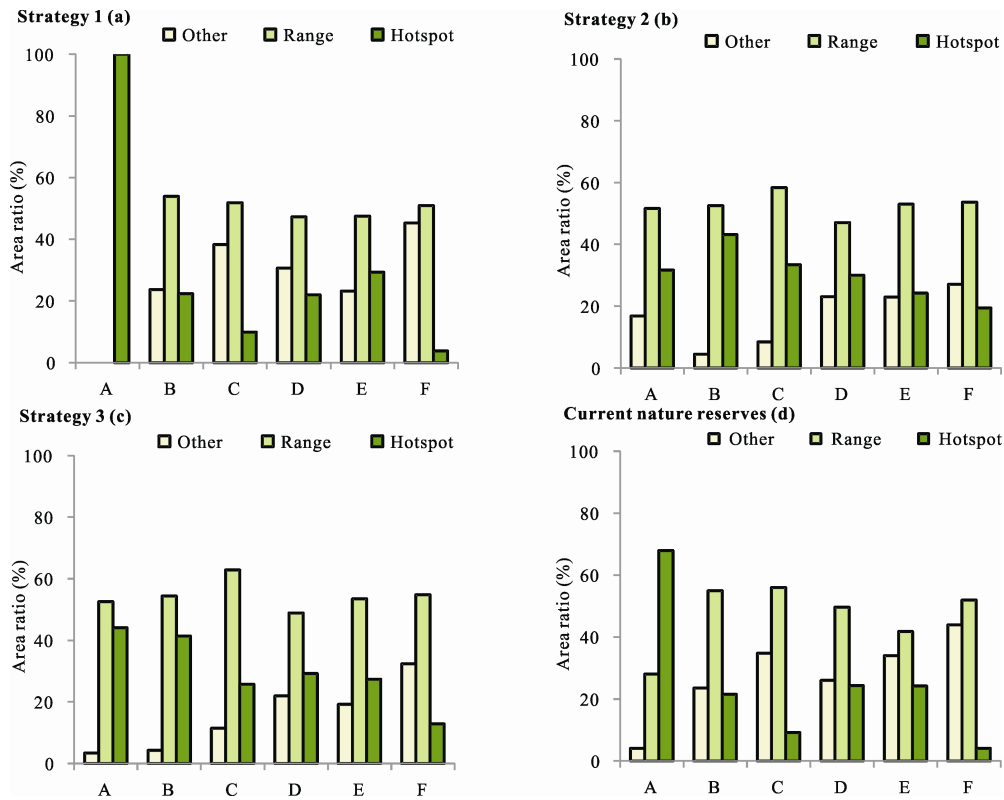 Strategy 1 (a)
Other Range Hotspot
Area ratio (%)
100
80
60
40
20
0
A B C D E F
Strategy 2 (b)
Other Range Hotspot
Area ratio (%)
100
80
60
40
20
0
A B C D E F
Strategy 3 (c)
Other Range Hotspot
Area ratio (%)
100
80
60
40
20
0
A B C D E F
Current nature reserves (d)
Other Range Hotspot
Area ratio (%)
100
80
60
40
20
0
A B C D E F